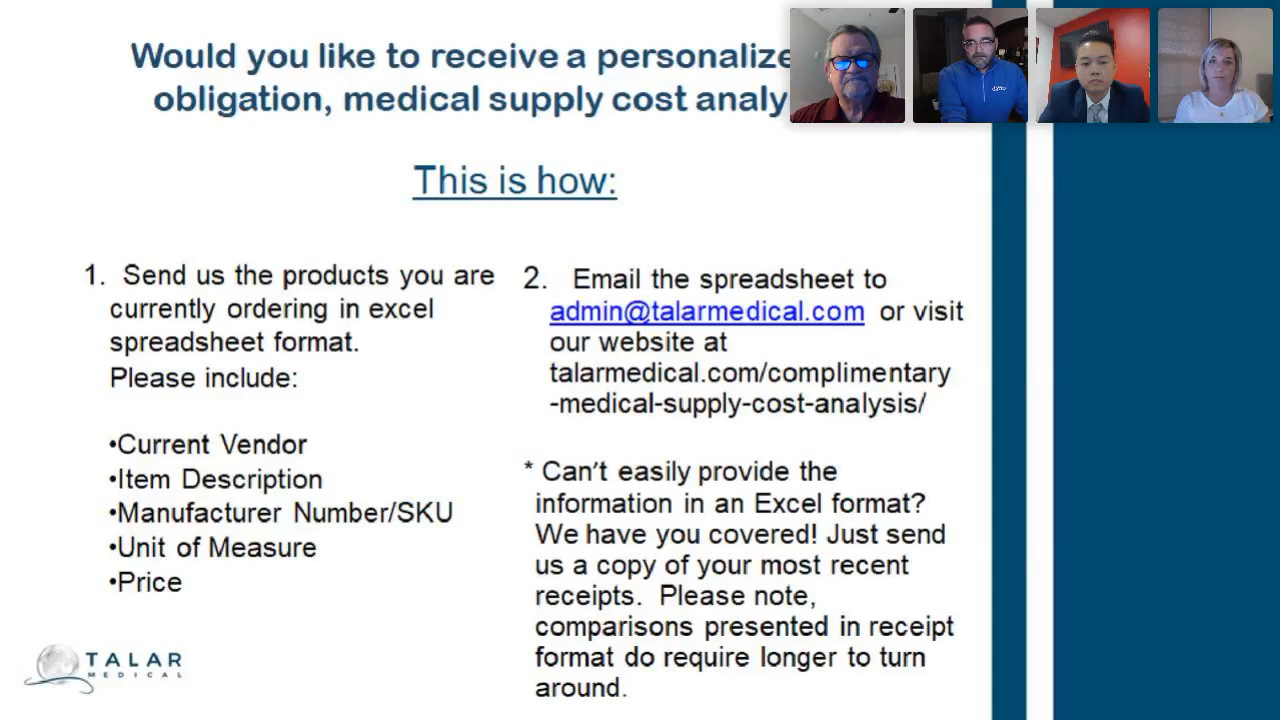 Would you like to receive a personalize
obligation, medical supply cost analy
This is how:
1. Send us the products you are
currently ordering in excel
spreadsheet format.
Please include:
•Current Vendor
•Item Description
•Manufacturer Number/SKU
•Unit of Measure
•Price
2. Email the spreadsheet to
admin@talarmedical.com or visit
our website at
talarmedical.com/complimentary
-medical-supply-cost-analysis/
* Can't easily provide the
information in an Excel format?
We have you covered! Just send
us a copy of your most recent
receipts. Please note,
comparisons presented in receipt
format do require longer to turn
around.
TALAR
MEDICAL